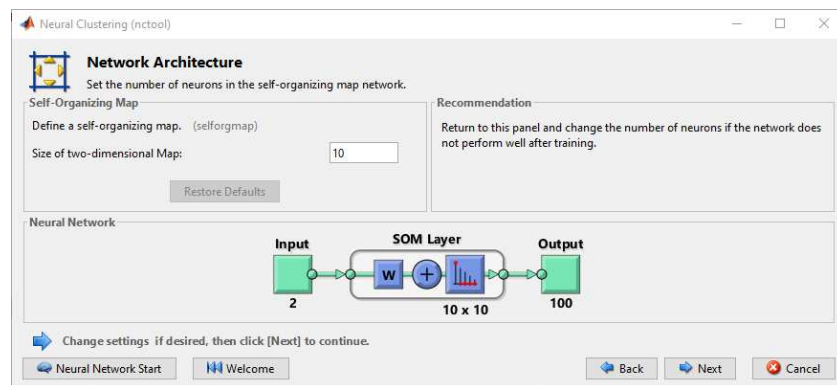 Neural Clustering (nctool)
Network Architecture
Set the number of neurons in the self-organizing map network.
Self-Organizing Map
Define a self-organizing map. (selforgmap)
Size of two-dimensional Map: 10
Restore Defaults
Recommendation
Return to this panel and change the number of neurons if the network does
not perform well after training.
Neural Network
Input SOM Layer Output
W
2 10 x 10 100
Change settings if desired, then click [Next] to continue.
Neural Network Start Welcome Back Next Cancel